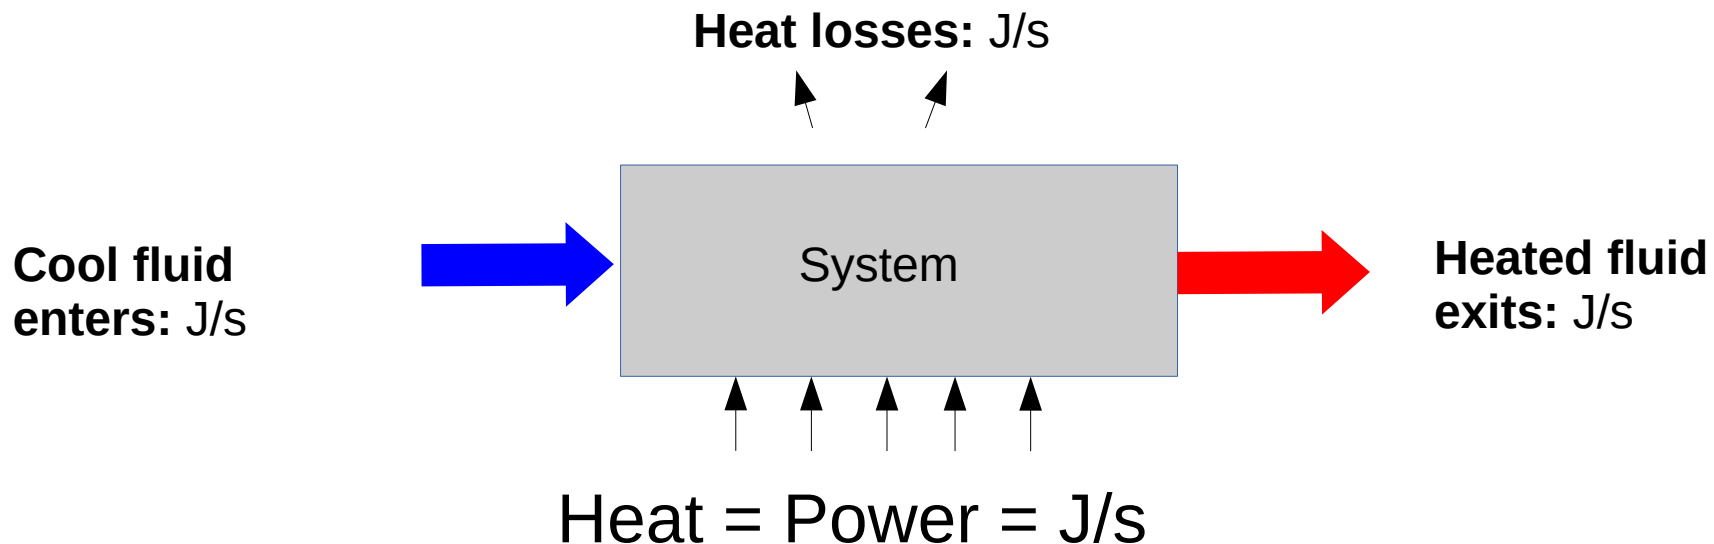 Heat losses: J/s
Cool fluid
enters: J/s
System
Heated fluid
exits: J/s
Heat = Power = J/s